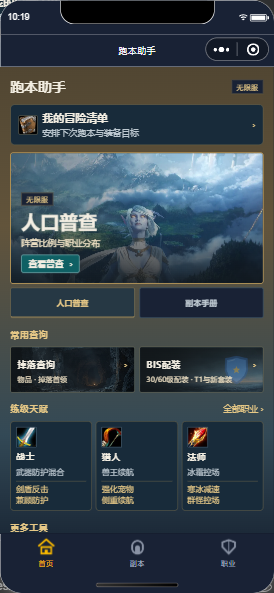 10:19
跑本助手
跑本助手
无限服
我的冒险清单
安排下次跑本与装备目标
无限服
人口普查
阵营比例与职业分布
查看普查 ›
人口普查
副本手册
常用查询
掉落查询 ›
物品 · 掉落首领
BIS配装 ›
30/60级配装 · T1与新套装
练级天赋
全部职业 ›
战士
武器防护混合
剑盾反击
兼顾防护
猎人
兽王续航
强化宠物
侧重续航
法师
冰霜控场
寒冰减速
群怪控场
更多工具
首页
副本
职业